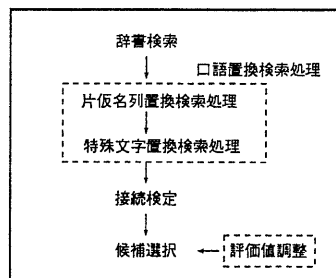 辞書検索
口語置換検索処理
片仮名列置換検索処理
特殊文字置換検索処理
接続検定
候補選択
評価値調整